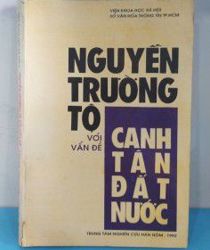 VIỆN KHOA HỌC XÃ HỘI
SỞ VĂN HÓA THÔNG TIN TP.HCM
NGUYỄN
TRƯỜNG
TỘ
VỚI
VẤN ĐỀ
CANH
TÂN
ĐẤT
NƯỚC
TRUNG TÂM NGHIÊN CỨU HÁN NÔM - 1992